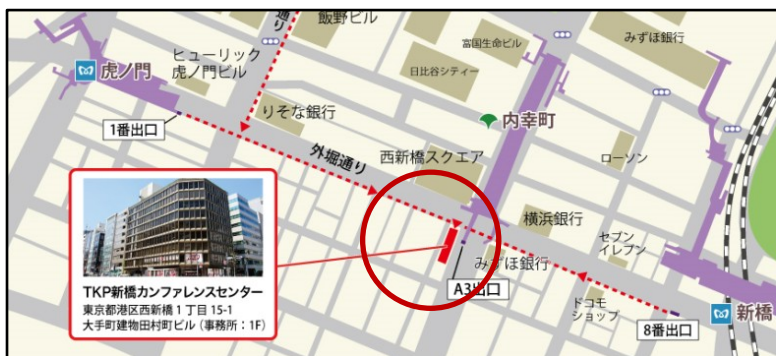 飯野ビル
富国生命ビル
みずほ銀行
虎ノ門
ヒューリック
虎ノ門ビル
日比谷シティー
1番出口
りそな銀行
内幸町
外堀通り
西新橋スクエア
ローソン
横浜銀行
セブン
イレブン
みずほ銀行
A3出口
ドコモ
ショップ
8番出口
新橋
TKP新橋カンファレンスセンター
東京都港区西新橋1丁目15-1
大手町建物田村町ビル（事務所：1F）